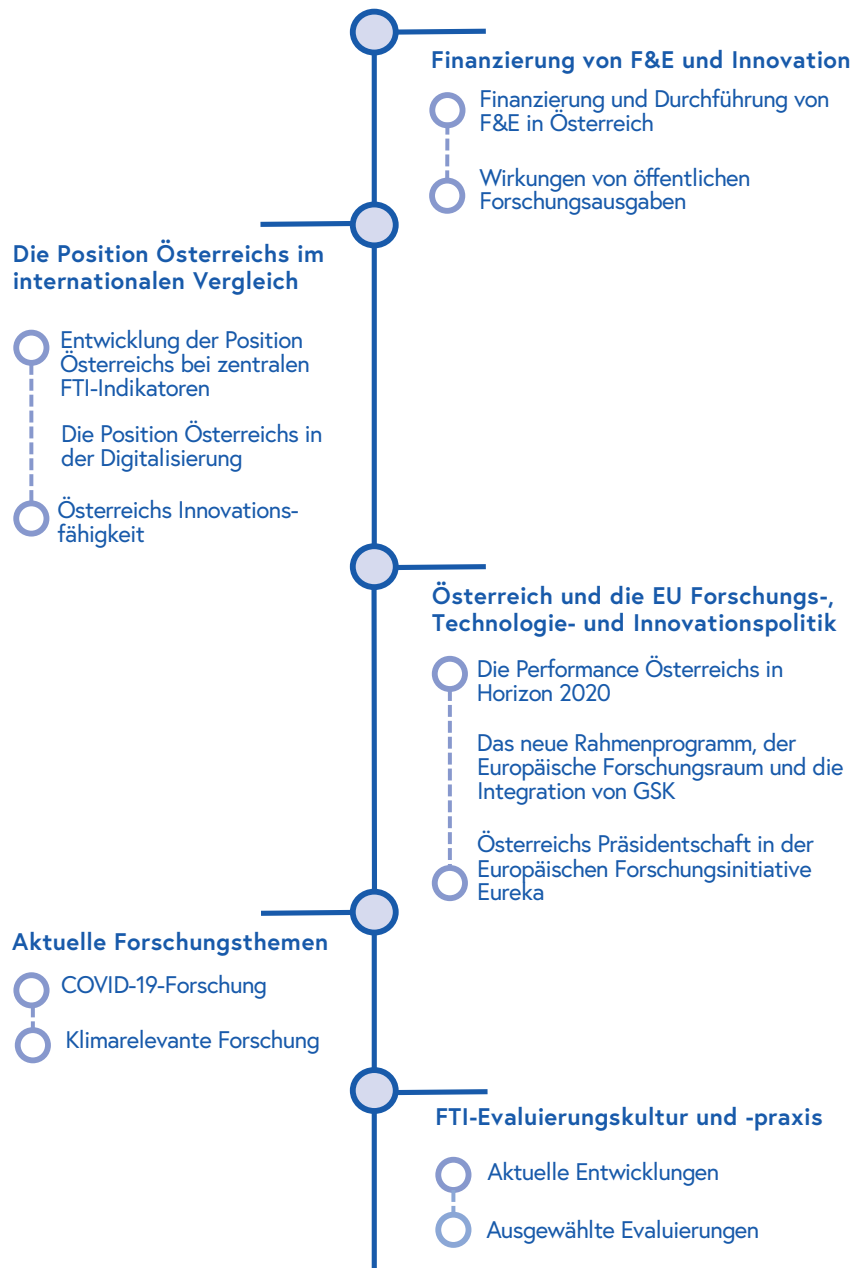 Finanzierung von F&E und Innovation
Finanzierung und Durchführung von
F&E in Österreich
Wirkungen von öffentlichen
Forschungsausgaben
Die Position Österreichs im
internationalen Vergleich
Entwicklung der Position
Österreichs bei zentralen
FTI-Indikatoren
Die Position Österreichs in
der Digitalisierung
Österreichs Innovations-
fähigkeit
Österreich und die EU Forschungs-,
Technologie- und Innovationspolitik
Die Performance Österreichs in
Horizon 2020
Das neue Rahmenprogramm, der
Europäische Forschungsraum und die
Integration von GSK
Österreichs Präsidentschaft in der
Europäischen Forschungsinitiative
Eureka
Aktuelle Forschungsthemen
COVID-19-Forschung
Klimarelevante Forschung
FTI-Evaluierungskultur und -praxis
Aktuelle Entwicklungen
Ausgewählte Evaluierungen